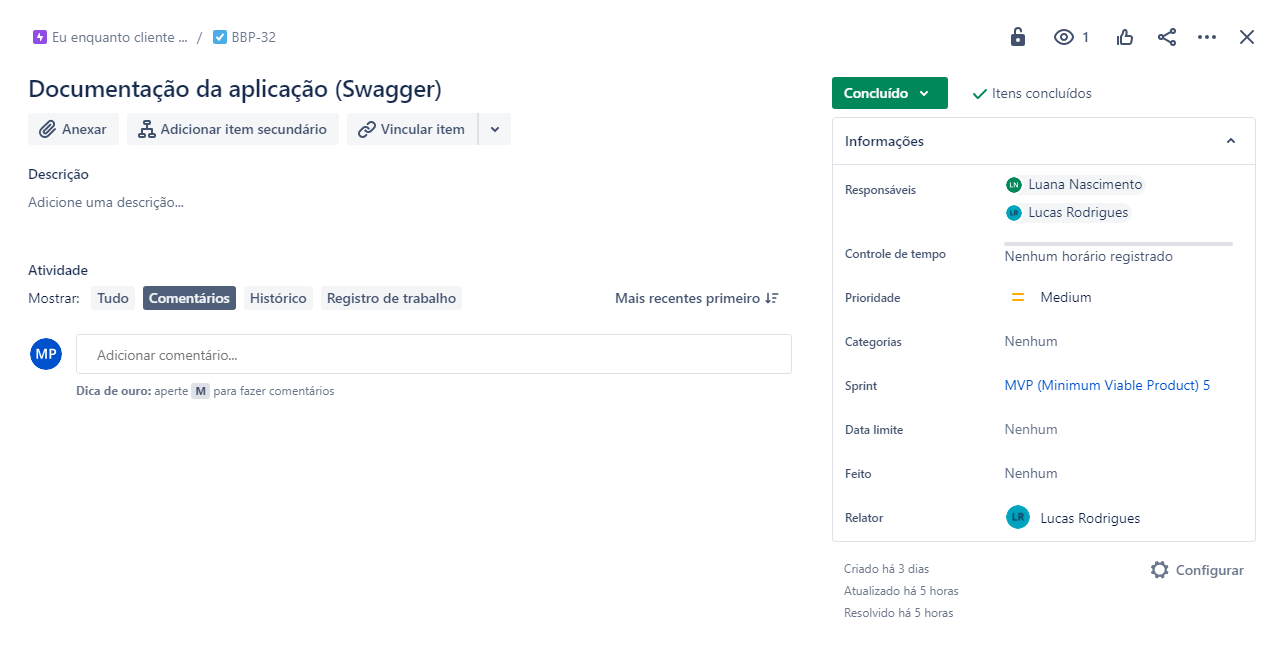 Eu enquanto cliente ... / BBP-32
1
Documentação da aplicação (Swagger)
Anexar
Adicionar item secundário
Vincular item
Descrição
Adicione uma descrição...
Atividade
Mostrar: Tudo Comentários Histórico Registro de trabalho Mais recentes primeiro
MP Adicionar comentário...
Dica de ouro: aperte M para fazer comentários
Concluído Itens concluídos
Informações
Responsáveis
LN Luana Nascimento
LR Lucas Rodrigues
Controle de tempo
Nenhum horário registrado
Prioridade Medium
Categorias Nenhum
Sprint MVP (Minimum Viable Product) 5
Data limite Nenhum
Feito Nenhum
Relator LR Lucas Rodrigues
Criado há 3 dias Configurar
Atualizado há 5 horas
Resolvido há 5 horas